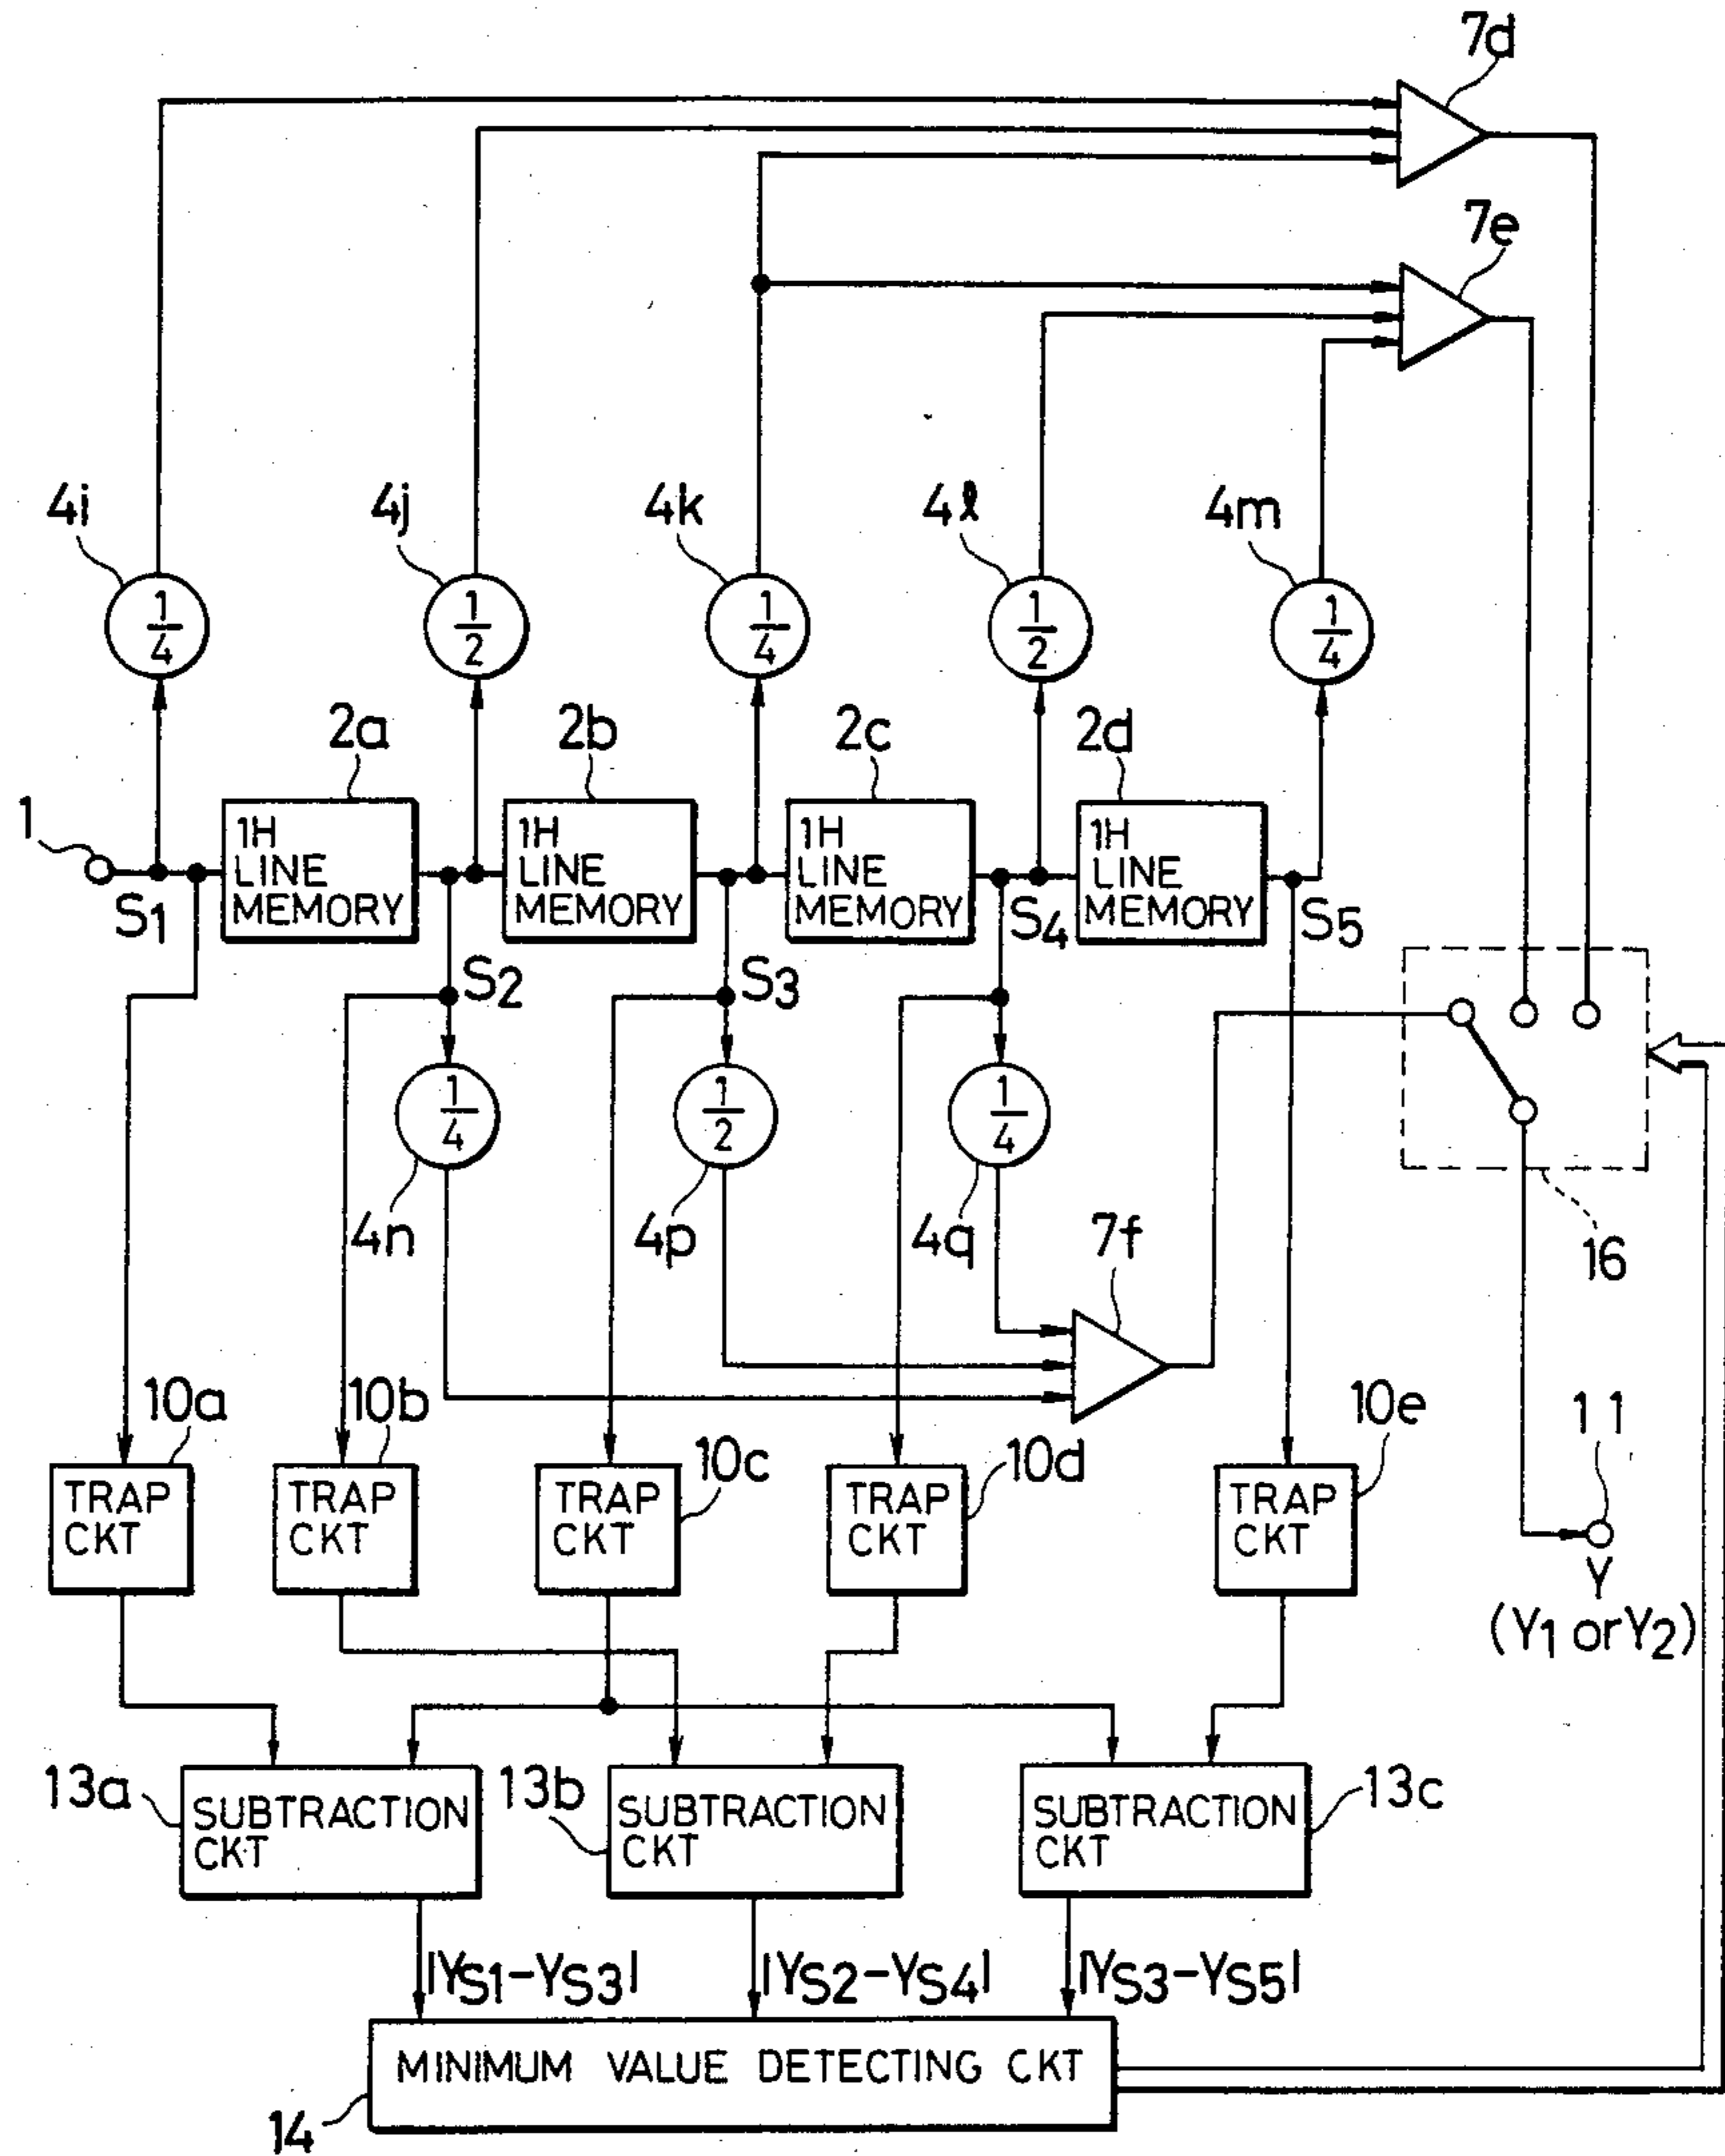 7d
7e
4i
4j
4k
4ℓ
4m
1
4
1
2
1
4
1
2
1
4
2a
2b
2c
2d
1
1H
LINE
MEMORY
1H
LINE
MEMORY
1H
LINE
MEMORY
1H
LINE
MEMORY
S1
S2
S3
S4
S5
1
4
1
2
1
4
4n
4p
4q
7f
16
10a
10b
10c
10d
10e
11
TRAP
CKT
TRAP
CKT
TRAP
CKT
TRAP
CKT
TRAP
CKT
Y
(Y1 or Y2)
13a
13b
13c
SUBTRACTION
CKT
SUBTRACTION
CKT
SUBTRACTION
CKT
|YS1-YS3|
|YS2-YS4|
|YS3-YS5|
MINIMUM VALUE DETECTING CKT
14